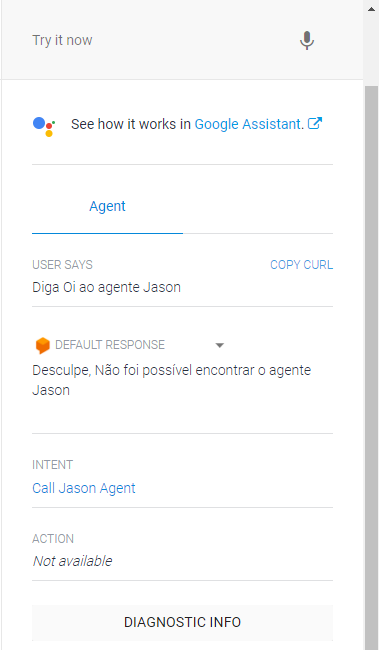 Try it now
See how it works in Google Assistant.
Agent
USER SAYS COPY CURL
Diga Oi ao agente Jason
DEFAULT RESPONSE
Desculpe, Não foi possível encontrar o agente
Jason
INTENT
Call Jason Agent
ACTION
Not available
DIAGNOSTIC INFO